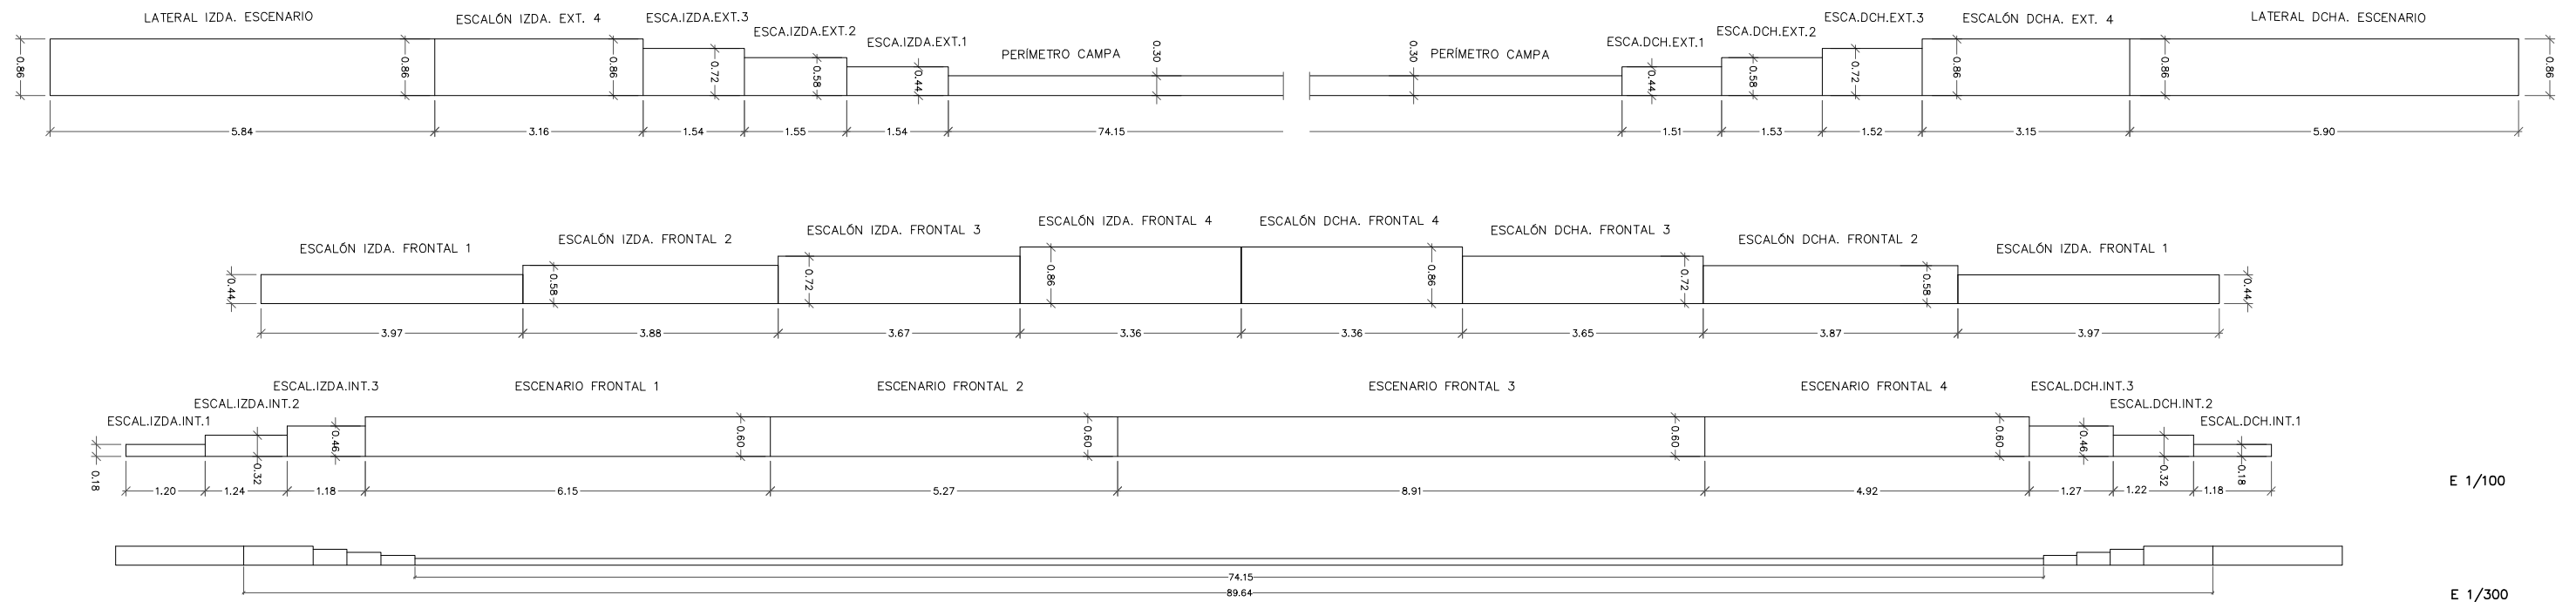 LATERAL IZDA. ESCENARIO
ESCALÓN IZDA. EXT. 4
ESCA.IZDA.EXT.3
ESCA.IZDA.EXT.2
ESCA.IZDA.EXT.1
PERÍMETRO CAMPA
PERÍMETRO CAMPA
ESCA.DCH.EXT.1
ESCA.DCH.EXT.2
ESCA.DCH.EXT.3
ESCALÓN DCHA. EXT. 4
LATERAL DCHA. ESCENARIO
0.86
0.86
0.86
0.72
0.58
0.44
0.30
0.30
0.44
0.58
0.72
0.86
0.86
0.86
5.84
3.16
1.54
1.55
1.54
74.15
1.51
1.53
1.52
3.15
5.90
ESCALÓN IZDA. FRONTAL 1
ESCALÓN IZDA. FRONTAL 2
ESCALÓN IZDA. FRONTAL 3
ESCALÓN IZDA. FRONTAL 4
ESCALÓN DCHA. FRONTAL 4
ESCALÓN DCHA. FRONTAL 3
ESCALÓN DCHA. FRONTAL 2
ESCALÓN IZDA. FRONTAL 1
0.44
0.58
0.72
0.86
0.86
0.72
0.58
0.44
3.97
3.88
3.67
3.36
3.36
3.65
3.87
3.97
ESCAL.IZDA.INT.1
ESCAL.IZDA.INT.2
ESCAL.IZDA.INT.3
ESCENARIO FRONTAL 1
ESCENARIO FRONTAL 2
ESCENARIO FRONTAL 3
ESCENARIO FRONTAL 4
ESCAL.DCH.INT.3
ESCAL.DCH.INT.2
ESCAL.DCH.INT.1
0.18
0.32
0.46
0.60
0.60
0.60
0.60
0.46
0.32
0.18
1.20
1.24
1.18
6.15
5.27
8.91
4.92
1.27
1.22
1.18
E 1/100
74.15
89.64
E 1/300